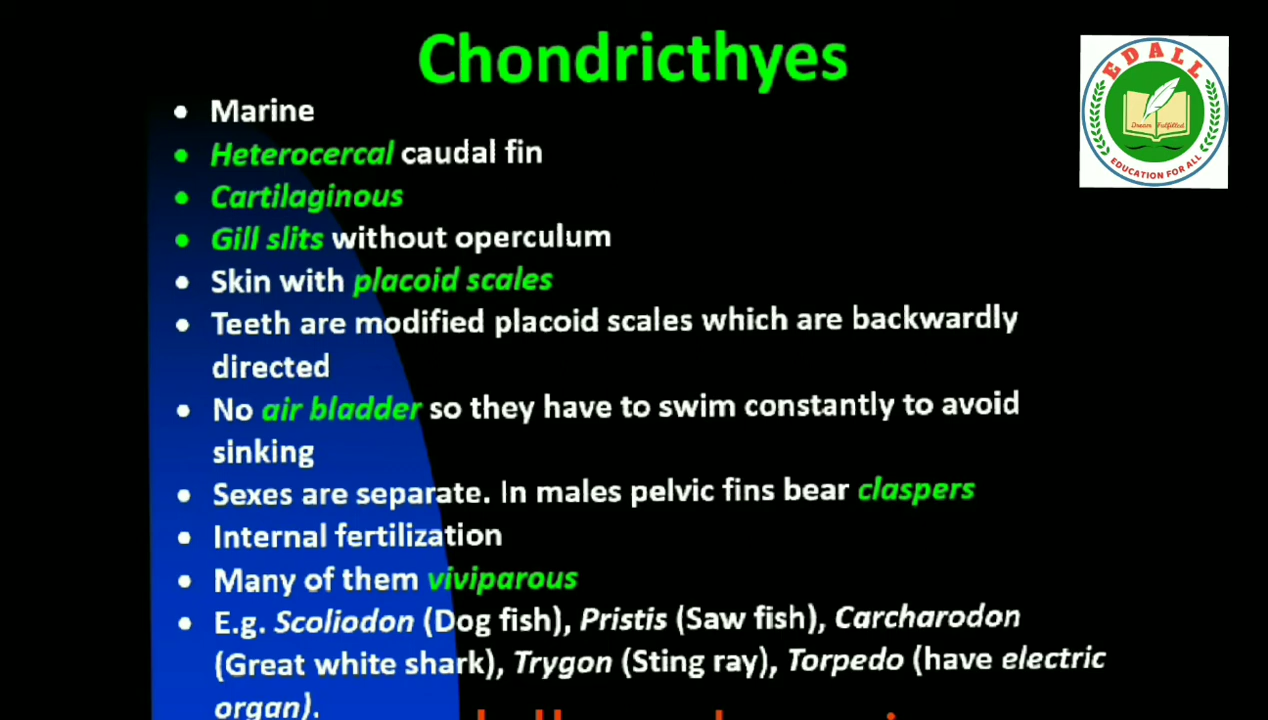 Chondricthyes
EDALL
Dream Fulfilled
EDUCATION FOR ALL
• Marine
• Heterocercal caudal fin
• Cartilaginous
• Gill slits without operculum
• Skin with placoid scales
• Teeth are modified placoid scales which are backwardly
directed
• No air bladder so they have to swim constantly to avoid
sinking
• Sexes are separate. In males pelvic fins bear claspers
• Internal fertilization
• Many of them viviparous
• E.g. Scoliodon (Dog fish), Pristis (Saw fish), Carcharodon
(Great white shark), Trygon (Sting ray), Torpedo (have electric
organ).